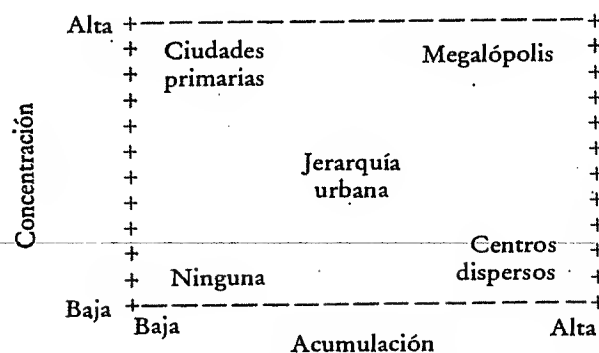 Alta
Ciudades
primarias
Megalópolis
Concentración
Jerarquía
urbana
Centros
dispersos
Ninguna
Baja
Baja
Alta
Acumulación